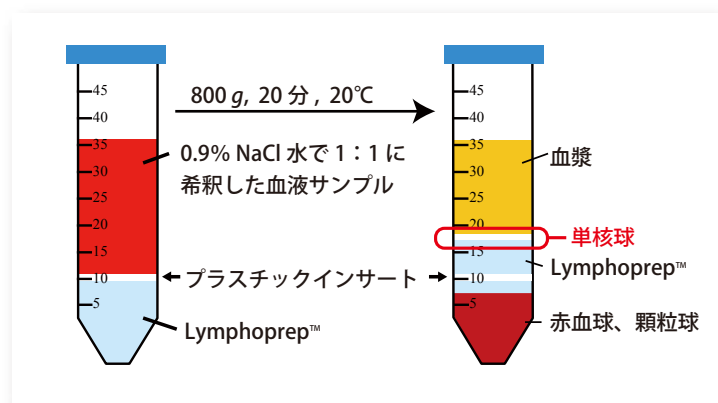 800 g, 20 分 , 20℃
0.9% NaCl 水で 1：1 に
希釈した血液サンプル
プラスチックインサート
Lymphoprep™
45
40
35
30
25
20
15
10
5
45
40
35
30
25
20
15
10
5
血漿
単核球
Lymphoprep™
赤血球、顆粒球